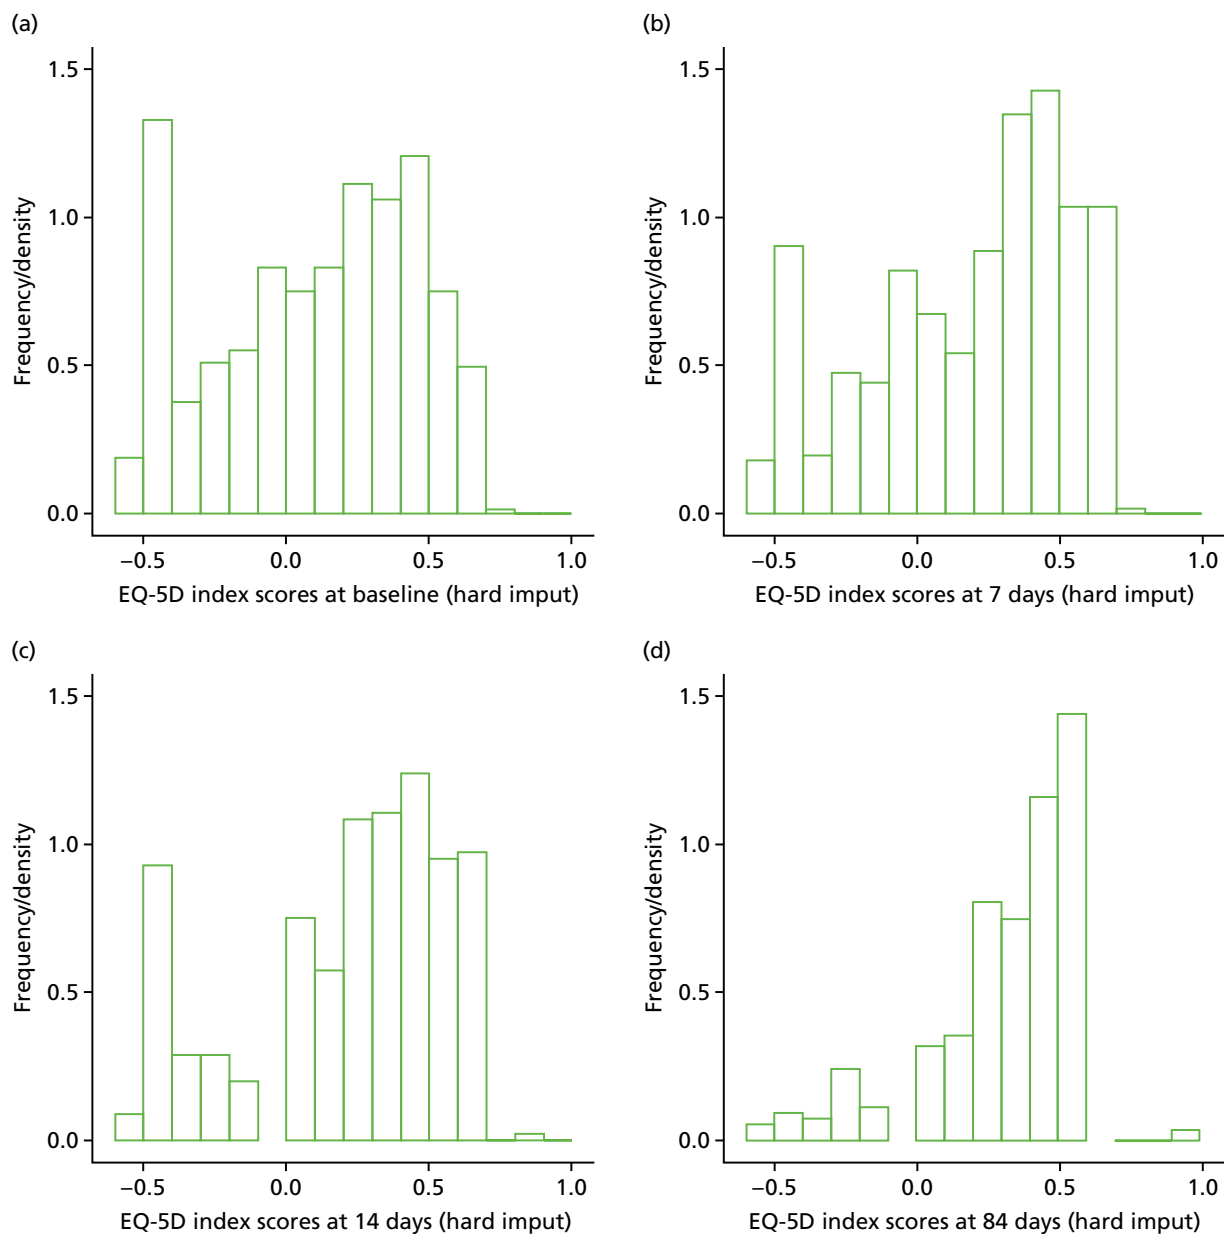 (a)
1.5
1.0
0.5
0.0
Frequency/density
−0.5 0.0 0.5 1.0
EQ-5D index scores at baseline (hard imput)
(b)
1.5
1.0
0.5
0.0
Frequency/density
−0.5 0.0 0.5 1.0
EQ-5D index scores at 7 days (hard imput)
(c)
1.5
1.0
0.5
0.0
Frequency/density
−0.5 0.0 0.5 1.0
EQ-5D index scores at 14 days (hard imput)
(d)
1.5
1.0
0.5
0.0
Frequency/density
−0.5 0.0 0.5 1.0
EQ-5D index scores at 84 days (hard imput)